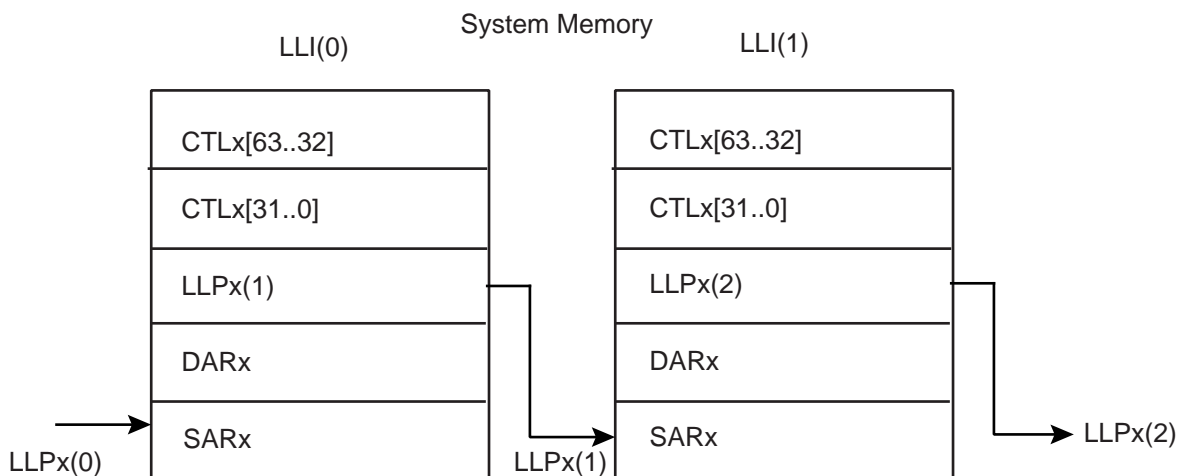 System Memory
LLI(0)
LLI(1)
CTLx[63..32]
CTLx[31..0]
LLPx(1)
DARx
SARx
LLPx(0)
CTLx[63..32]
CTLx[31..0]
LLPx(2)
DARx
SARx
LLPx(1)
LLPx(2)